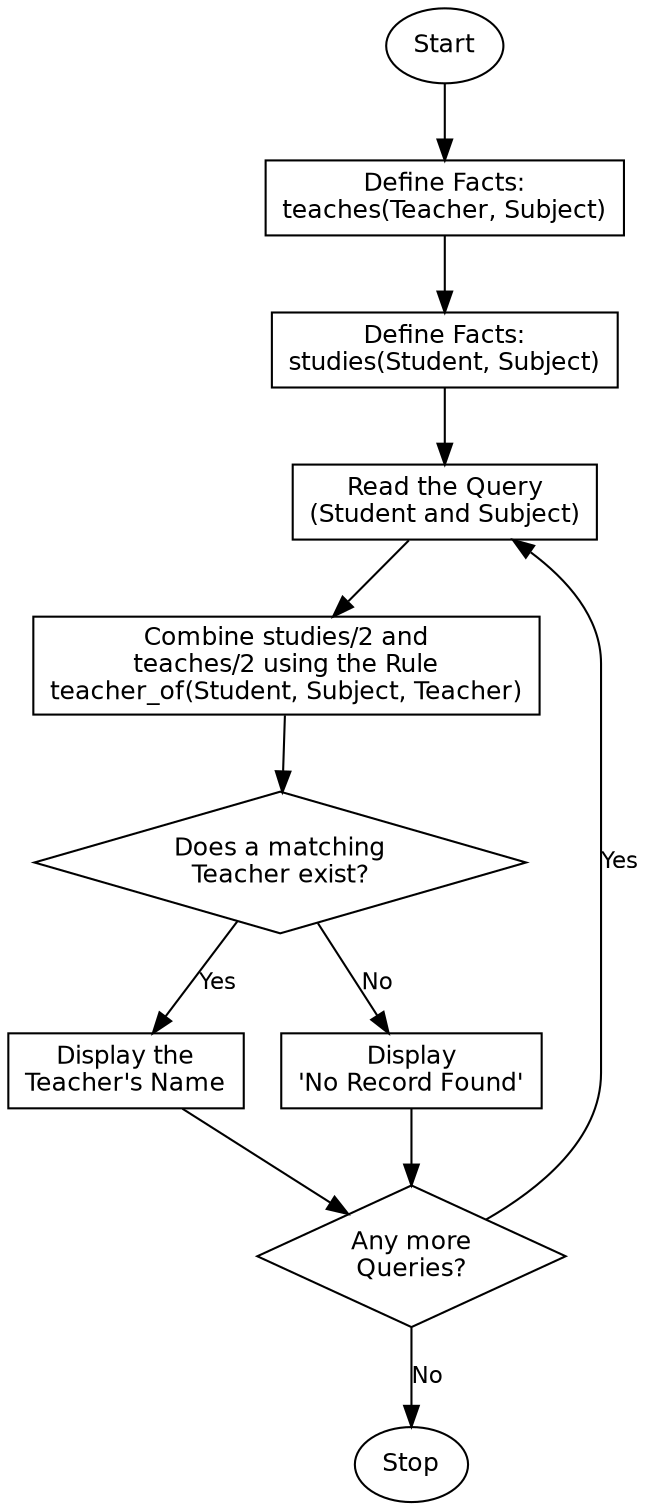 Start
Define Facts:
teaches(Teacher, Subject)
Define Facts:
studies(Student, Subject)
Read the Query
(Student and Subject)
Combine studies/2 and
teaches/2 using the Rule
teacher_of(Student, Subject, Teacher)
Does a matching
Teacher exist?
Yes
Yes
No
Display the
Teacher's Name
Display
'No Record Found'
Any more
Queries?
No
Stop